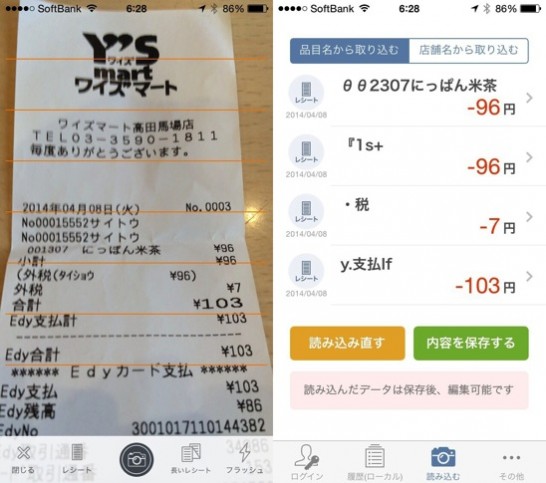 SoftBank 6:28 86%
Y'S
ワイズ
mart
ワイズマート
ワイズマート高田馬場店
TEL03-3590-1811
毎度ありがとうございます。
2014年04月08日(火) No.0003
No00015552サイトウ
No00015552サイトウ
001307 にっぽん米茶 ¥96
小計 ¥96
(外税(タイショウ ¥96)
外税 ¥7
合計 ¥103
Edy支払計 ¥103
Edy合計 ¥103
****** Edyカード支払 ******
Edy支払 ¥103
Edy残高 ¥86
EdyNo 3001017110144382
閉じる レシート 長いレシート フラッシュ
SoftBank 6:28 86%
品目名から取り込む 店舗名から取り込む
レシート
2014/04/08
θθ2307にっぱん米茶
-96円
レシート
2014/04/08
『1s+
-96円
レシート
2014/04/08
・税
-7円
レシート
2014/04/08
y.支払lf
-103円
読み込み直す 内容を保存する
読み込んだデータは保存後、編集可能です
ログイン 履歴(ローカル) 読み込む その他